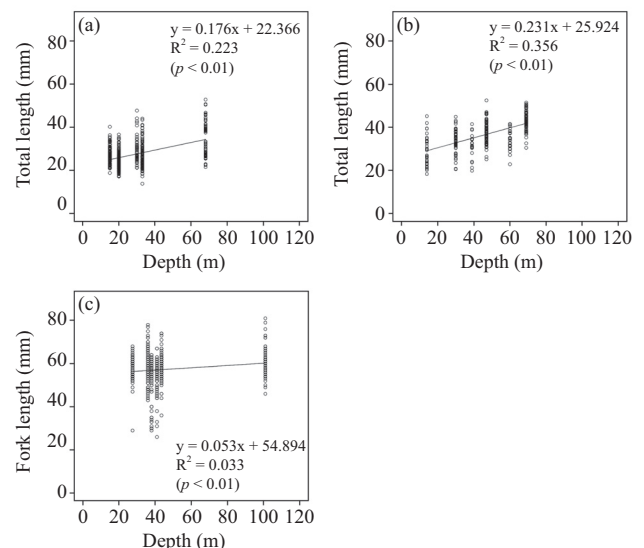 (a)
y = 0.176x + 22.366
R² = 0.223
(p < 0.01)
80
60
40
20
0
Total length (mm)
0 20 40 60 80 100 120
Depth (m)
(b)
y = 0.231x + 25.924
R² = 0.356
(p < 0.01)
80
60
40
20
0
Total length (mm)
0 20 40 60 80 100 120
Depth (m)
(c)
80
60
40
20
0
Fork length (mm)
y = 0.053x + 54.894
R² = 0.033
(p < 0.01)
0 20 40 60 80 100 120
Depth (m)